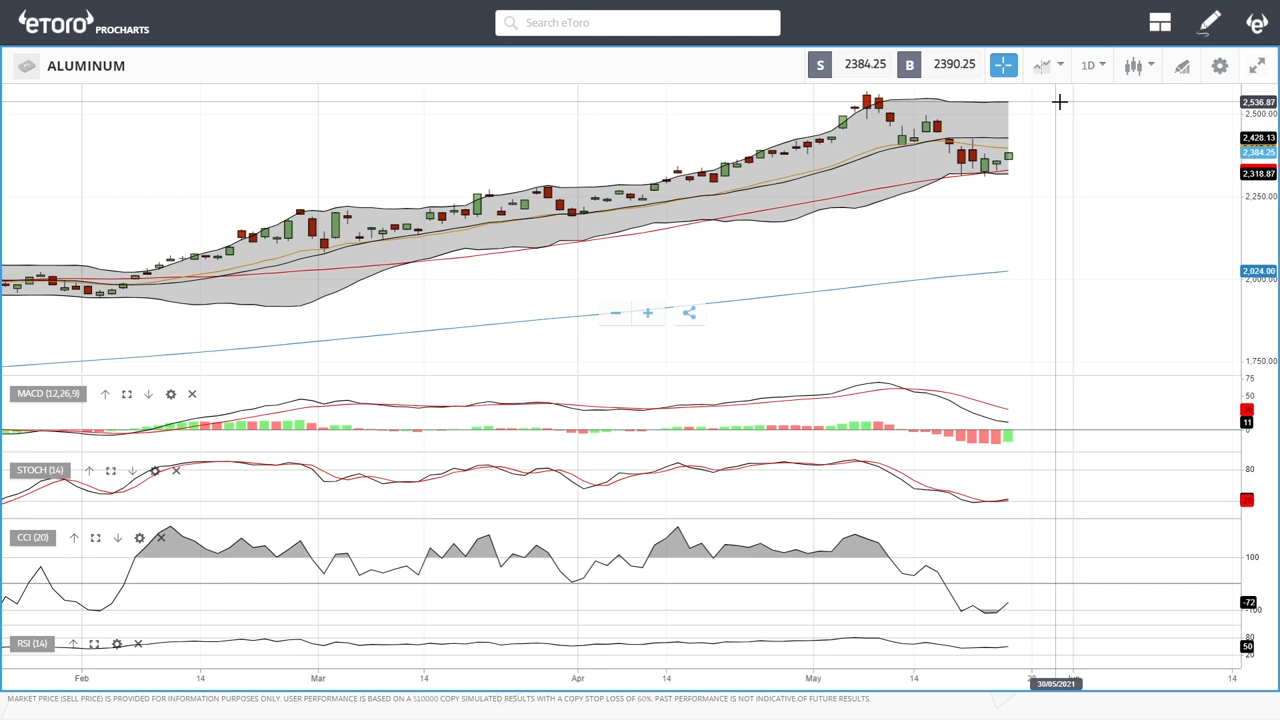 eToro PROCHARTS
Search eToro
ALUMINUM
S 2384.25 B 2390.25 1D
2,536.87
2,500.00
2,428.13
2,384.25
2,318.87
2,250.00
2,024.00
2,000.00
1,750.00
MACD (12,26,9)
75
50
11
0
STOCH (14)
80
CCI (20)
100
-72
-100
RSI (14)
80
50
20
Feb 14 Mar 14 Apr 14 May 14 14
30/05/2021
MARKET PRICE (SELL PRICE) IS PROVIDED FOR INFORMATION PURPOSES ONLY. USER PERFORMANCE IS BASED ON A $10000 COPY SIMULATED RESULTS WITH A COPY STOP LOSS OF 60%. PAST PERFORMANCE IS NOT INDICATIVE OF FUTURE RESULTS.